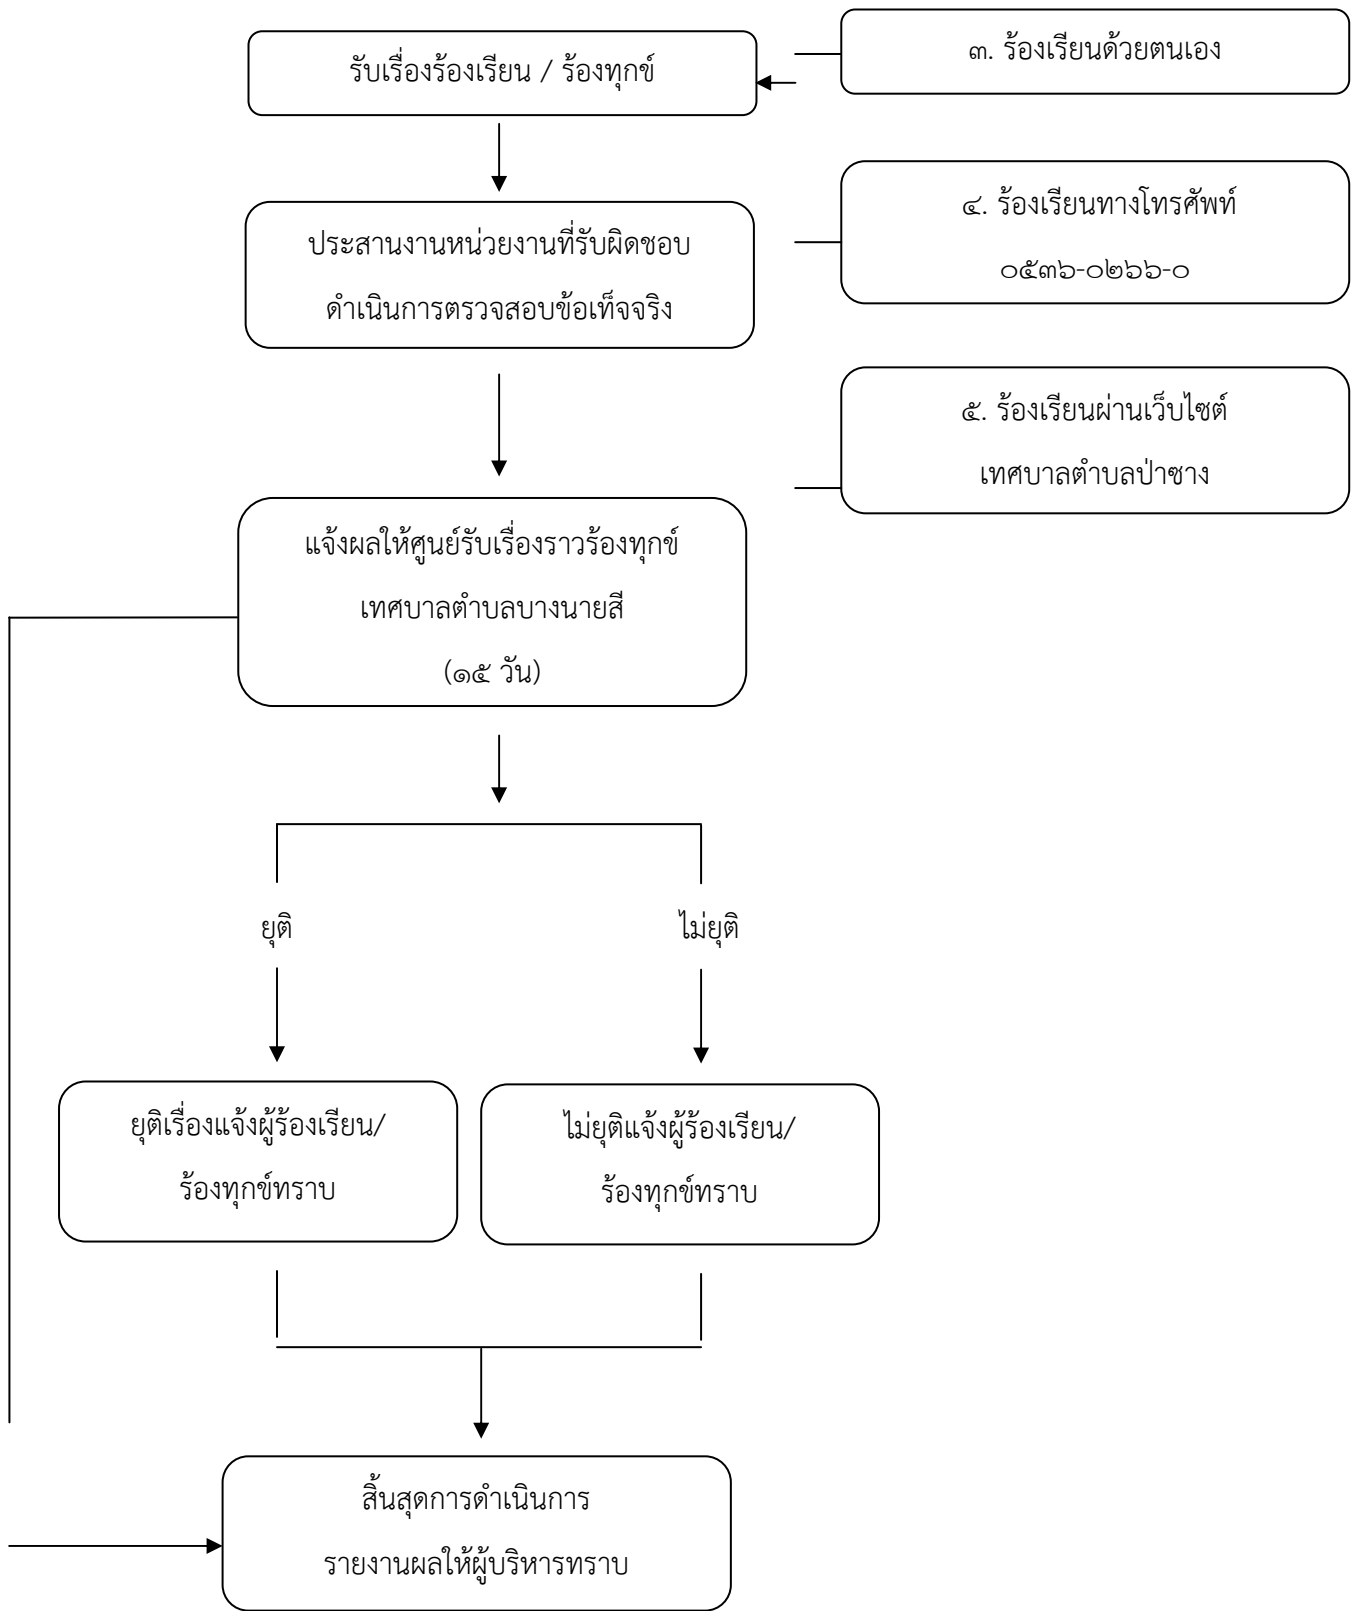 รับเรื่องร้องเรียน / ร้องทุกข์
๓. ร้องเรียนด้วยตนเอง
๔. ร้องเรียนทางโทรศัพท์
๐๕๓๖-๐๒๖๖-๐
ประสานงานหน่วยงานที่รับผิดชอบ
ดำเนินการตรวจสอบข้อเท็จจริง
๕. ร้องเรียนผ่านเว็บไซต์
เทศบาลตำบลป่าซาง
แจ้งผลให้ศูนย์รับเรื่องราวร้องทุกข์
เทศบาลตำบลบางนายสี
(๑๕ วัน)
ยุติ
ไม่ยุติ
ยุติเรื่องแจ้งผู้ร้องเรียน/
ร้องทุกข์ทราบ
ไม่ยุติแจ้งผู้ร้องเรียน/
ร้องทุกข์ทราบ
สิ้นสุดการดำเนินการ
รายงานผลให้ผู้บริหารทราบ